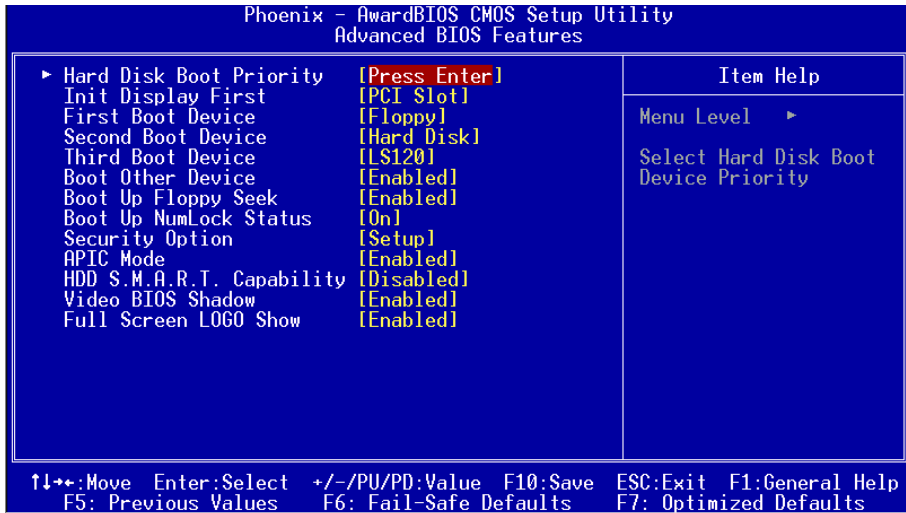 Phoenix - AwardBIOS CMOS Setup Utility
Advanced BIOS Features
► Hard Disk Boot Priority [Press Enter]
Init Display First [PCI Slot]
First Boot Device [Floppy]
Second Boot Device [Hard Disk]
Third Boot Device [LS120]
Boot Other Device [Enabled]
Boot Up Floppy Seek [Enabled]
Boot Up NumLock Status [On]
Security Option [Setup]
APIC Mode [Enabled]
HDD S.M.A.R.T. Capability [Disabled]
Video BIOS Shadow [Enabled]
Full Screen LOGO Show [Enabled]
Item Help
Menu Level ►
Select Hard Disk Boot
Device Priority
↑↓→←:Move Enter:Select +/-/PU/PD:Value F10:Save ESC:Exit F1:General Help
F5: Previous Values F6: Fail-Safe Defaults F7: Optimized Defaults